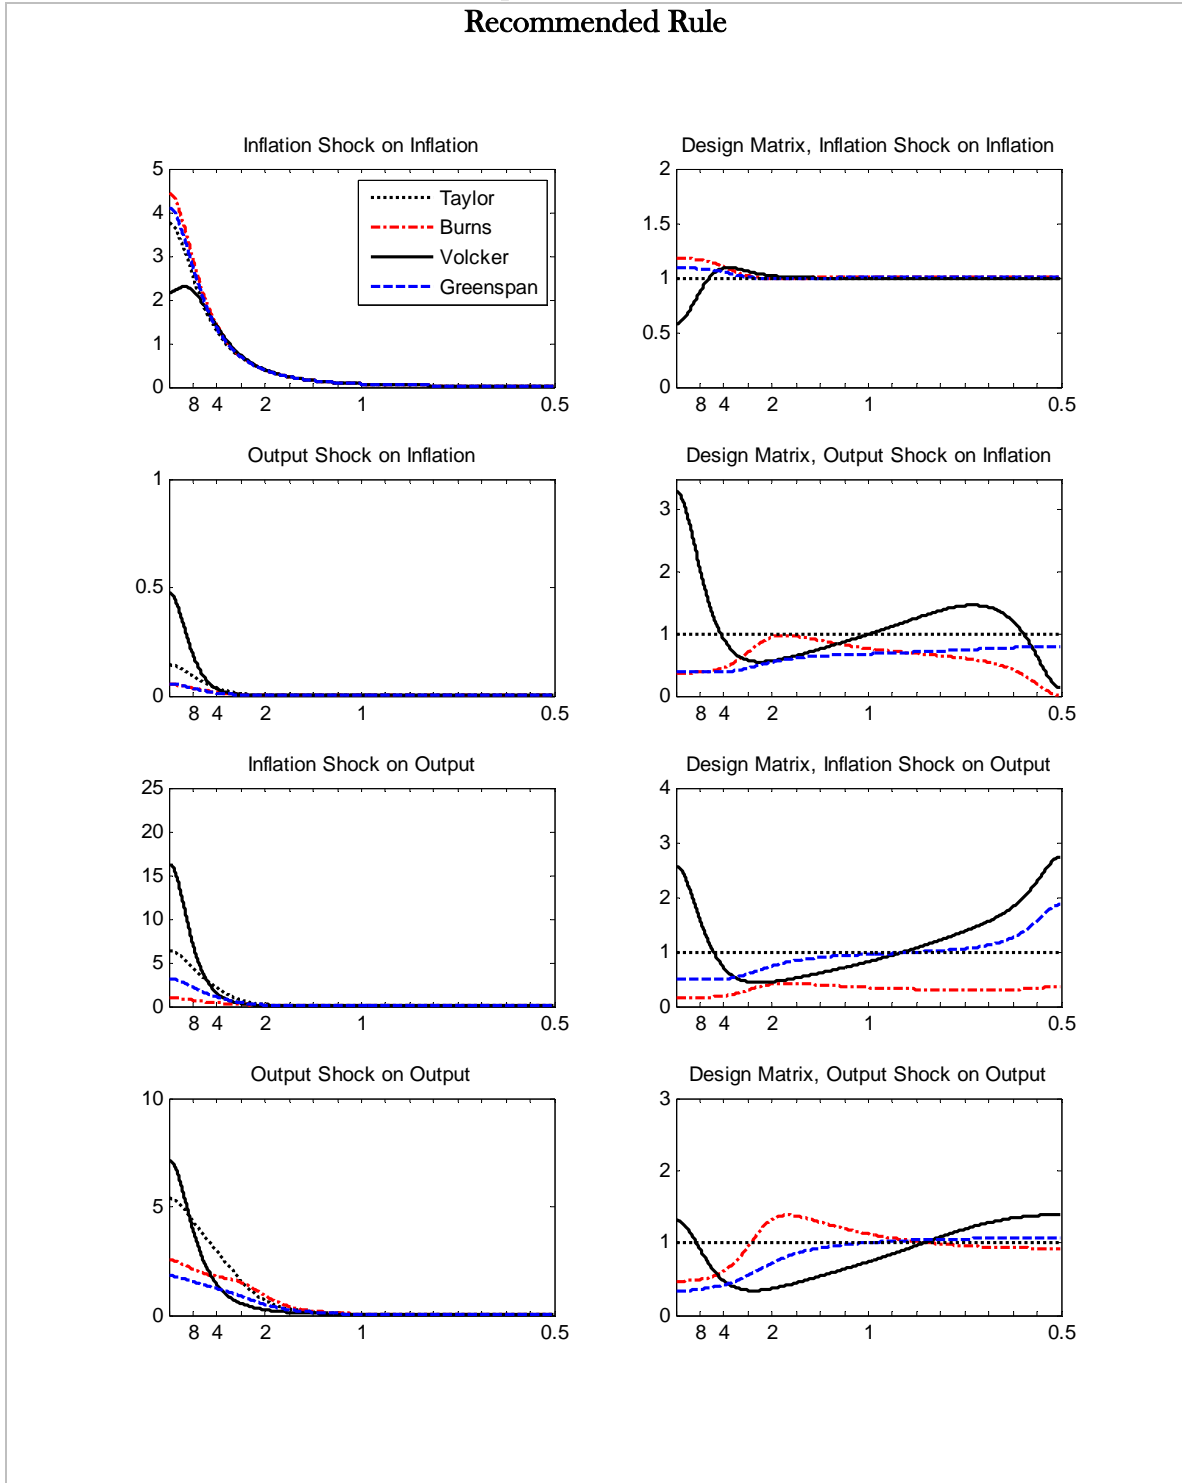 Recommended Rule
Inflation Shock on Inflation
5
4
3
2
1
0
8 4 2 1 0.5
Taylor
Burns
Volcker
Greenspan
Design Matrix, Inflation Shock on Inflation
2
1.5
1
0.5
0
8 4 2 1 0.5
Output Shock on Inflation
1
0.5
0
8 4 2 1 0.5
Design Matrix, Output Shock on Inflation
3
2
1
0
8 4 2 1 0.5
Inflation Shock on Output
25
20
15
10
5
0
8 4 2 1 0.5
Design Matrix, Inflation Shock on Output
4
3
2
1
0
8 4 2 1 0.5
Output Shock on Output
10
5
0
8 4 2 1 0.5
Design Matrix, Output Shock on Output
3
2
1
0
8 4 2 1 0.5